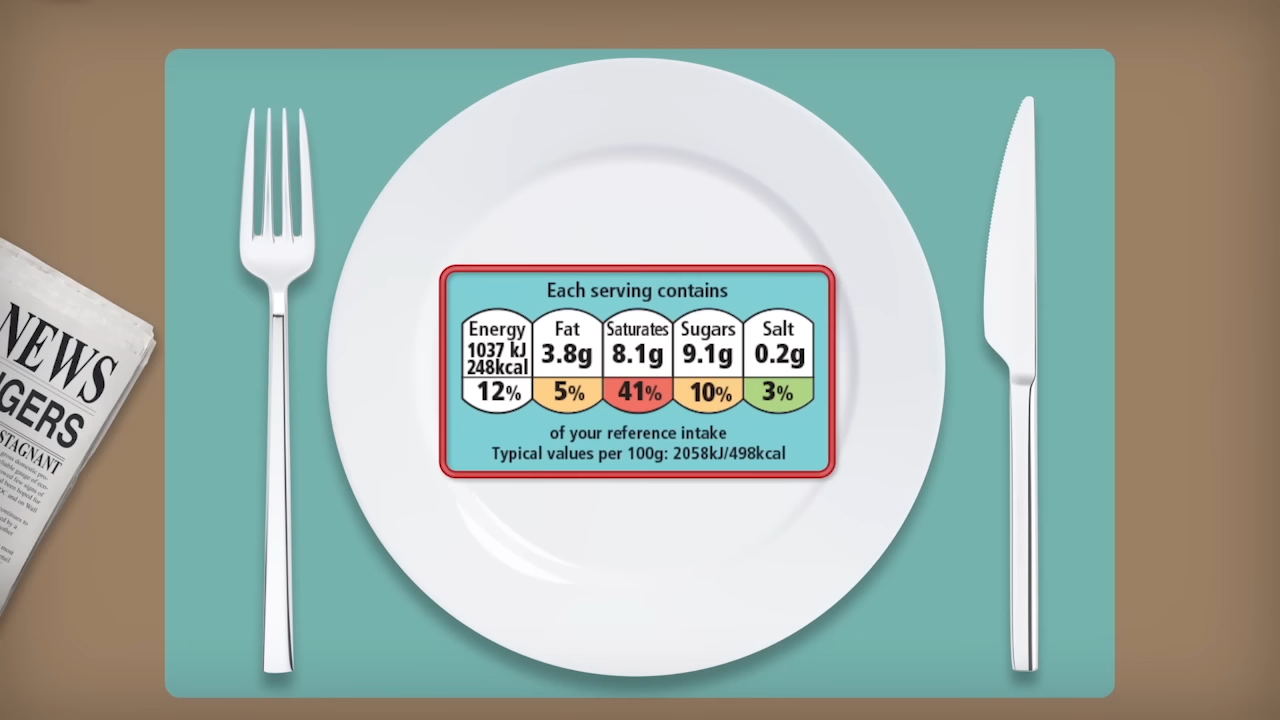 NEWS
GERS
STAGNANT
Each serving contains
Energy Fat Saturates Sugars Salt
1037 kJ 3.8g 8.1g 9.1g 0.2g
248kcal
12% 5% 41% 10% 3%
of your reference intake
Typical values per 100g: 2058kJ/498kcal